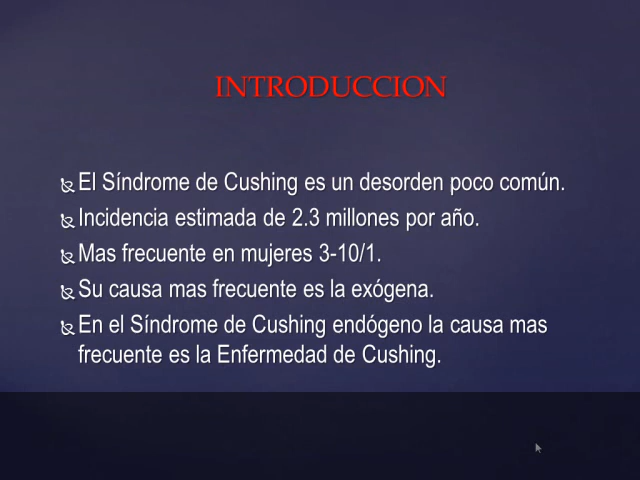 INTRODUCCION
El Síndrome de Cushing es un desorden poco común.
Incidencia estimada de 2.3 millones por año.
Mas frecuente en mujeres 3-10/1.
Su causa mas frecuente es la exógena.
En el Síndrome de Cushing endógeno la causa mas
frecuente es la Enfermedad de Cushing.